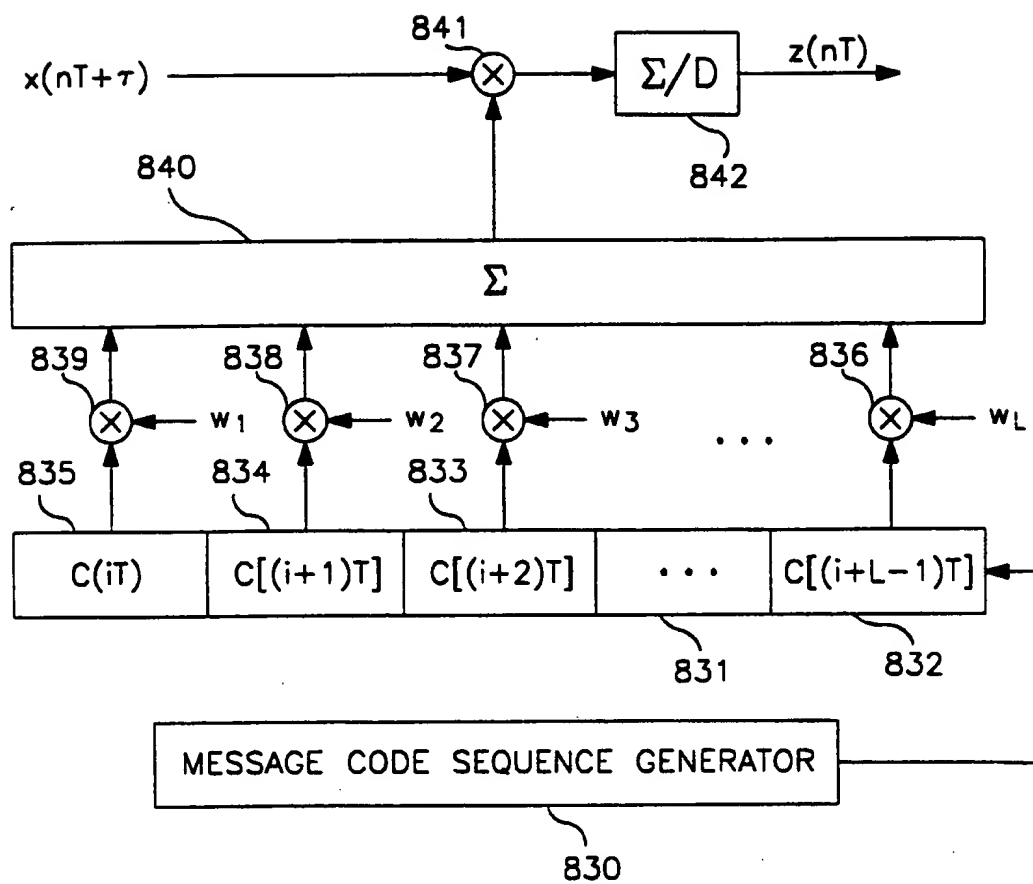 841
x(nT+τ)
Σ/D
z(nT)
842
840
Σ
839
838
837
836
w1
w2
w3
...
wL
835
834
833
C(iT)
C[(i+1)T]
C[(i+2)T]
...
C[(i+L-1)T]
831
832
MESSAGE CODE SEQUENCE GENERATOR
830